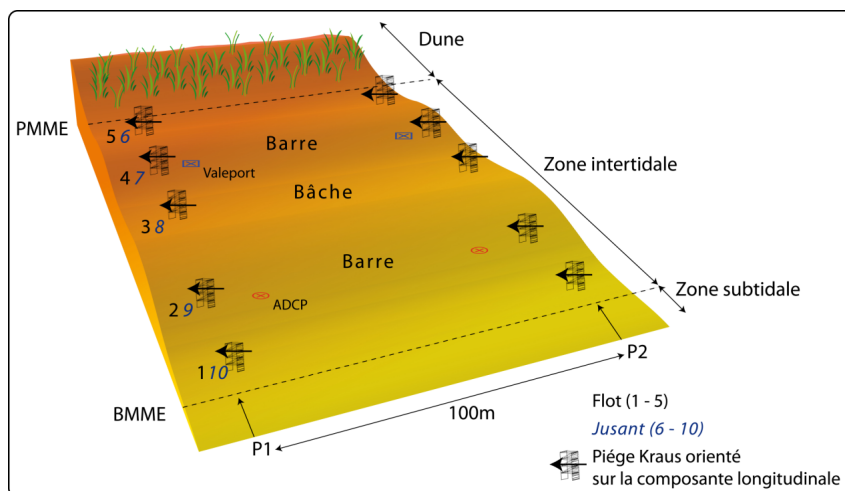 Dune
PMME
5 6
Barre
4 7
Valeport
Zone intertidale
Bâche
3 8
Barre
2 9
ADCP
Zone subtidale
1 10
P2
BMME
100m
P1
Flot (1 - 5)
Jusant (6 - 10)
Piége Kraus orienté
sur la composante longitudinale